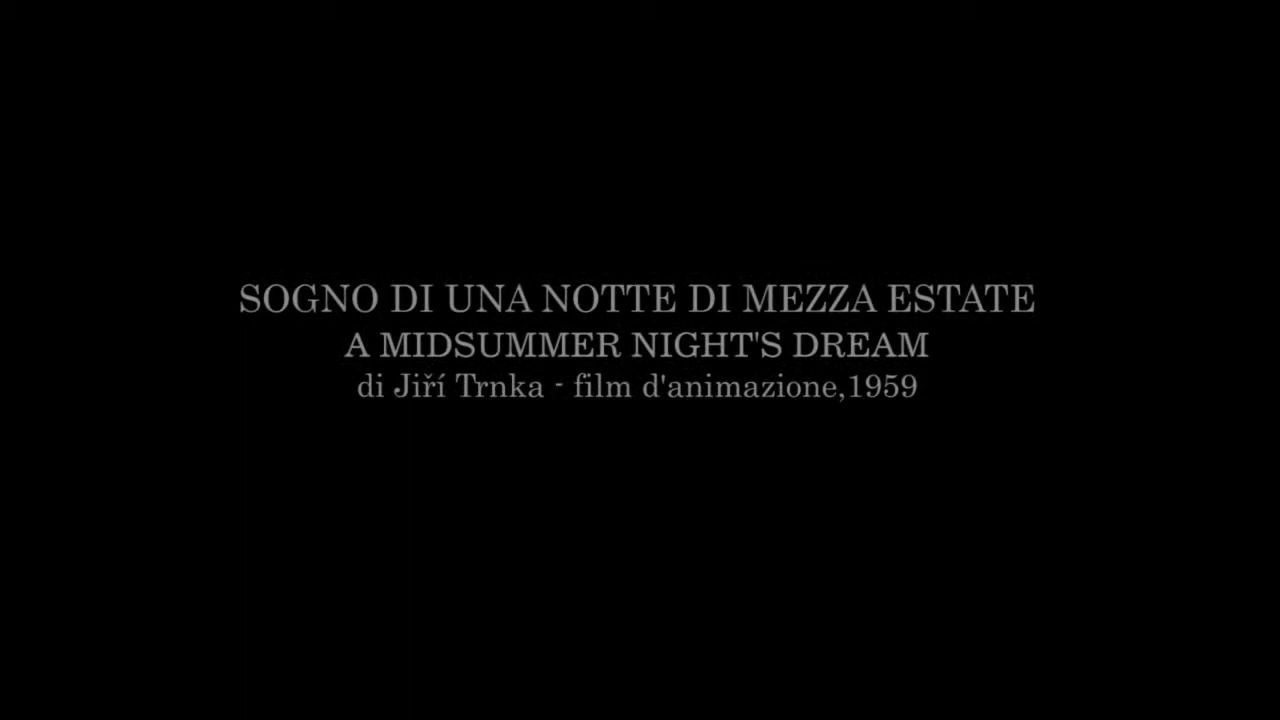 SOGNO DI UNA NOTTE DI MEZZA ESTATE
A MIDSUMMER NIGHT'S DREAM
di Jiří Trnka - film d'animazione,1959